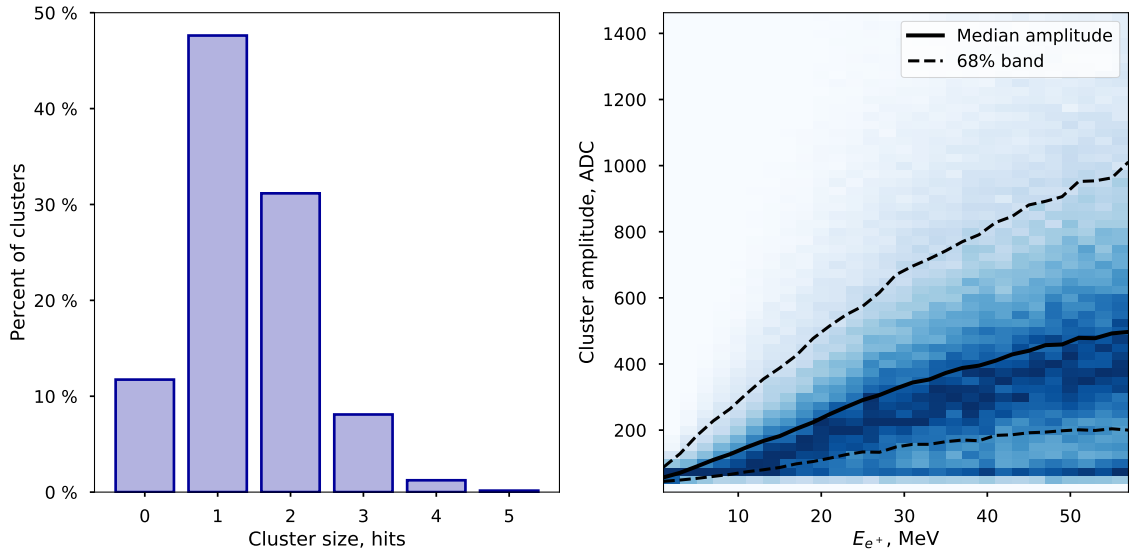 50 %
40 %
30 %
20 %
10 %
0 %
Percent of clusters
0 1 2 3 4 5
Cluster size, hits
1400
1200
1000
800
600
400
200
Cluster amplitude, ADC
Median amplitude
68% band
10 20 30 40 50
E_{e^+}, MeV